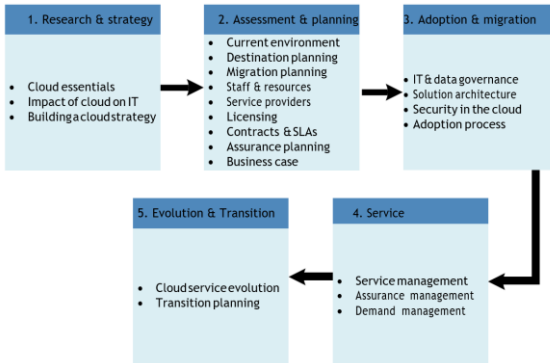 1. Research & strategy
• Cloud essentials
• Impact of cloud on IT
• Building a cloud strategy
2. Assessment & planning
• Current environment
• Destination planning
• Migration planning
• Staff & resources
• Service providers
• Licensing
• Contracts & SLAs
• Assurance planning
• Business case
3. Adoption & migration
• IT & data governance
• Solution architecture
• Security in the cloud
• Adoption process
4. Service
• Service management
• Assurance management
• Demand management
5. Evolution & Transition
• Cloud service evolution
• Transition planning